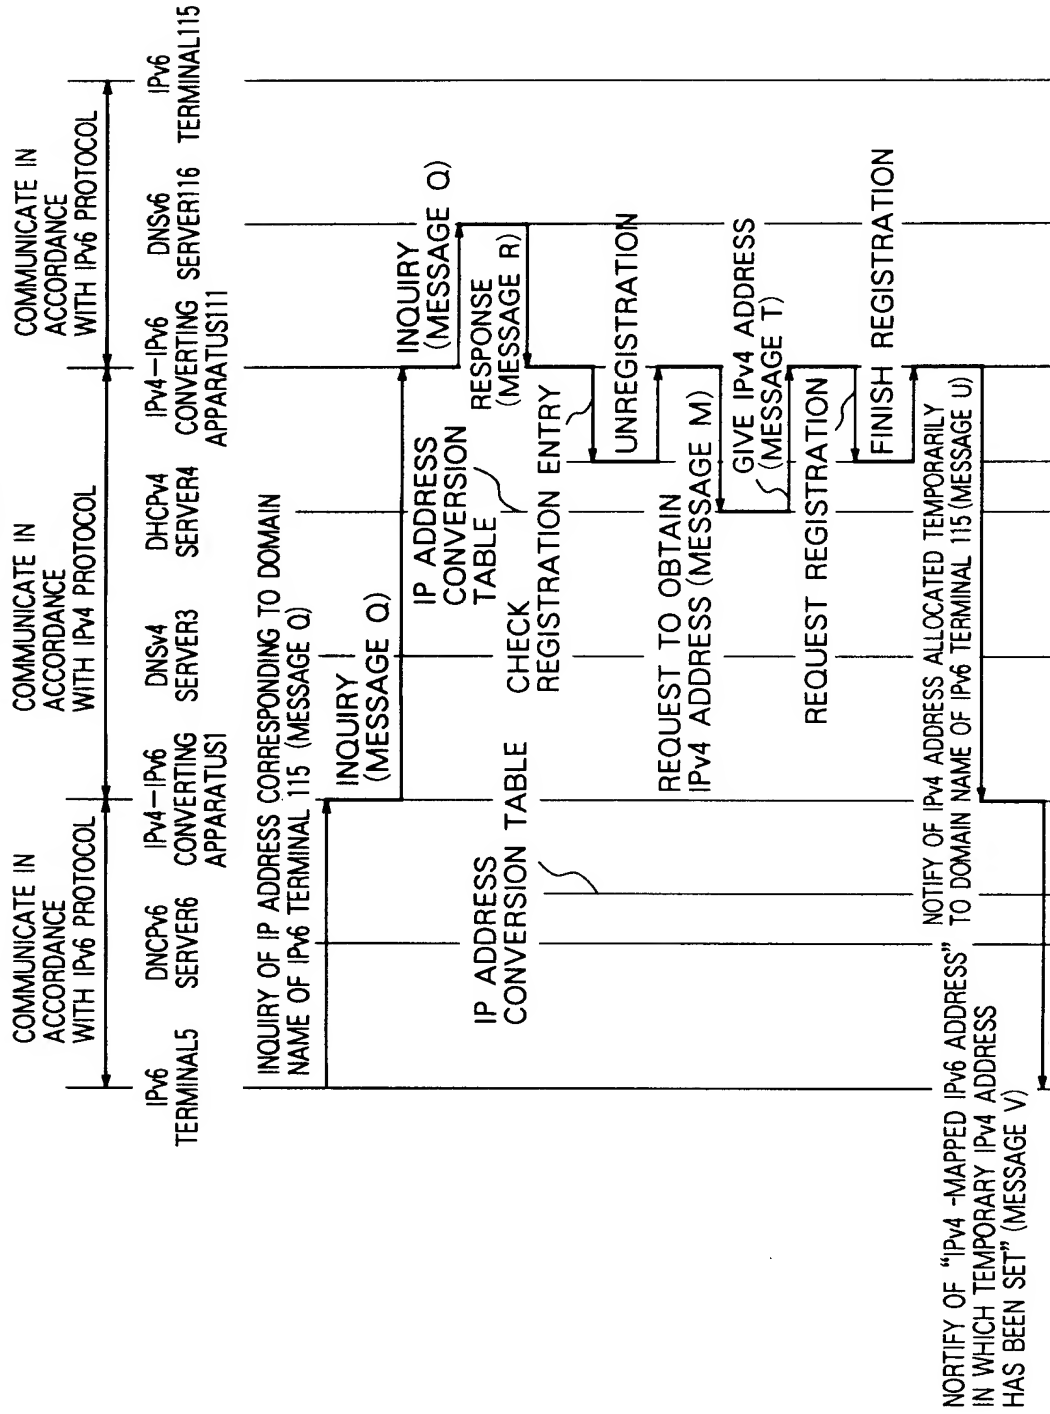 COMMUNICATE IN
ACCORDANCE
WITH IPv6 PROTOCOL
COMMUNICATE IN
ACCORDANCE
WITH IPv4 PROTOCOL
COMMUNICATE IN
ACCORDANCE
WITH IPv6 PROTOCOL
IPv6
TERMINAL5
DNCPv6
SERVER6
IPv4–IPv6
CONVERTING
APPARATUS1
DNSv4
SERVER3
DHCPv4
SERVER4
IPv4–IPv6
CONVERTING
APPARATUS111
DNSv6
SERVER116
IPv6
TERMINAL115
INQUIRY OF IP ADDRESS CORRESPONDING TO DOMAIN
NAME OF IPv6 TERMINAL 115 (MESSAGE Q)
INQUIRY
(MESSAGE Q)
INQUIRY
(MESSAGE Q)
IP ADDRESS
CONVERSION
TABLE
RESPONSE
(MESSAGE R)
IP ADDRESS
CONVERSION TABLE
CHECK
REGISTRATION ENTRY
UNREGISTRATION
REQUEST TO OBTAIN
IPv4 ADDRESS (MESSAGE M)
GIVE IPv4 ADDRESS
(MESSAGE T)
REQUEST REGISTRATION
FINISH REGISTRATION
NOTIFY OF IPv4 ADDRESS ALLOCATED TEMPORARILY
TO DOMAIN NAME OF IPv6 TERMINAL 115 (MESSAGE U)
NORTIFY OF “IPv4 -MAPPED IPv6 ADDRESS”
IN WHICH TEMPORARY IPv4 ADDRESS
HAS BEEN SET” (MESSAGE V)